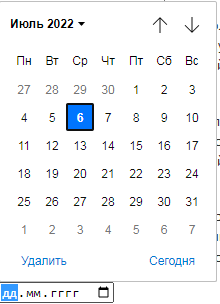 Июль 2022
Пн Вт Ср Чт Пт Сб Вс
27 28 29 30 1 2 3
4 5 6 7 8 9 10
11 12 13 14 15 16 17
18 19 20 21 22 23 24
25 26 27 28 29 30 31
1 2 3 4 5 6 7
Удалить Сегодня
дд.мм.гггг